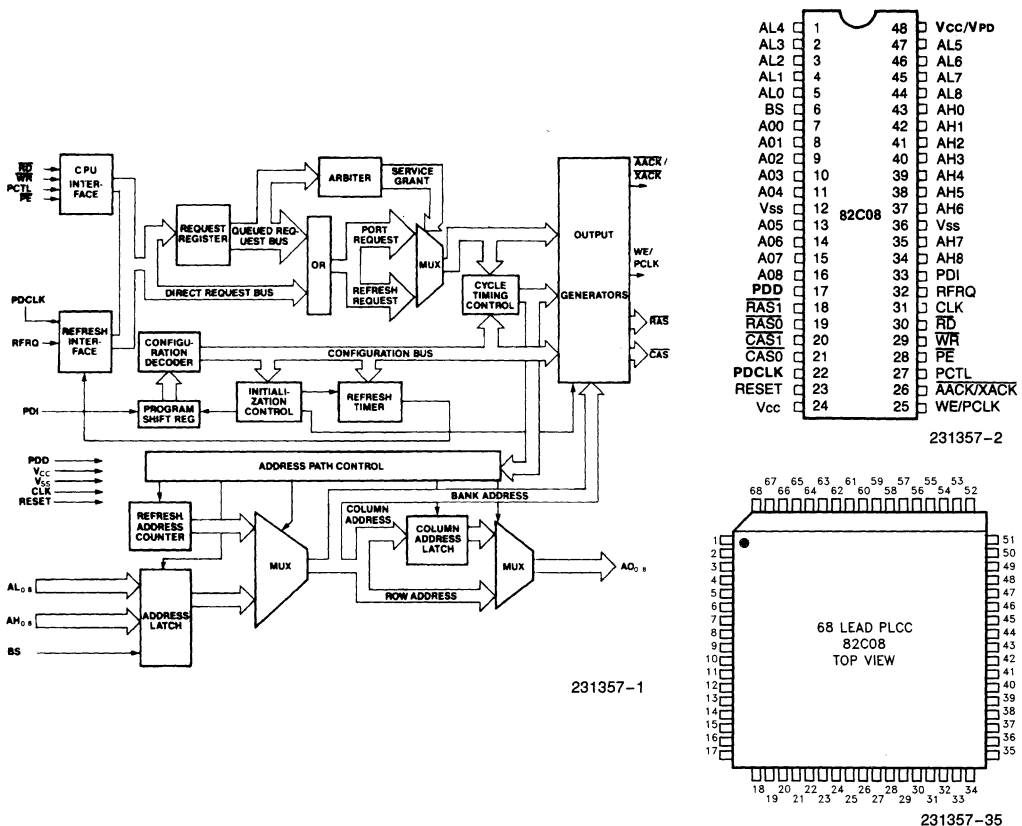 RD
WR
PCTL
PE
CPU
INTER-
FACE
REQUEST
REGISTER
QUEUED REQ-
UEST BUS
ARBITER
SERVICE
GRANT
OR
PORT
REQUEST
REFRESH
REQUEST
MUX
DIRECT REQUEST BUS
CYCLE
TIMING
CONTROL
OUTPUT
GENERATORS
AACK/
XACK
WE/
PCLK
RAS
CAS
PDCLK
RFRQ
REFRESH
INTER-
FACE
CONFIGU-
RATION
DECODER
CONFIGURATION BUS
INITIAL-
IZATION
CONTROL
REFRESH
TIMER
PDI
PROGRAM
SHIFT REG
PDD
VCC
VSS
CLK
RESET
ADDRESS PATH CONTROL
BANK ADDRESS
REFRESH
ADDRESS
COUNTER
COLUMN
ADDRESS
COLUMN
ADDRESS
LATCH
MUX
MUX
AO0 8
ROW ADDRESS
AL0 8
AH0 8
BS
ADDRESS
LATCH
231357-1
AL4 1 48 VCC/VPD
AL3 2 47 AL5
AL2 3 46 AL6
AL1 4 45 AL7
AL0 5 44 AL8
BS 6 43 AH0
A00 7 42 AH1
A01 8 41 AH2
A02 9 40 AH3
A03 10 39 AH4
A04 11 38 AH5
Vss 12 37 AH6
82C08
A05 13 36 Vss
A06 14 35 AH7
A07 15 34 AH8
A08 16 33 PDI
PDD 17 32 RFRQ
RAS1 18 31 CLK
RAS0 19 30 RD
CAS1 20 29 WR
CAS0 21 28 PE
PDCLK 22 27 PCTL
RESET 23 26 AACK/XACK
Vcc 24 25 WE/PCLK
231357-2
67 65 63 61 59 57 55 53
68 66 64 62 60 58 56 54 52
1 51
2 50
3 49
4 48
5 47
6 46
7 45
8 44
9 43
10 42
11 41
12 40
13 39
14 38
15 37
16 36
17 35
68 LEAD PLCC
82C08
TOP VIEW
18 20 22 24 26 28 30 32 34
19 21 23 25 27 29 31 33
231357-35